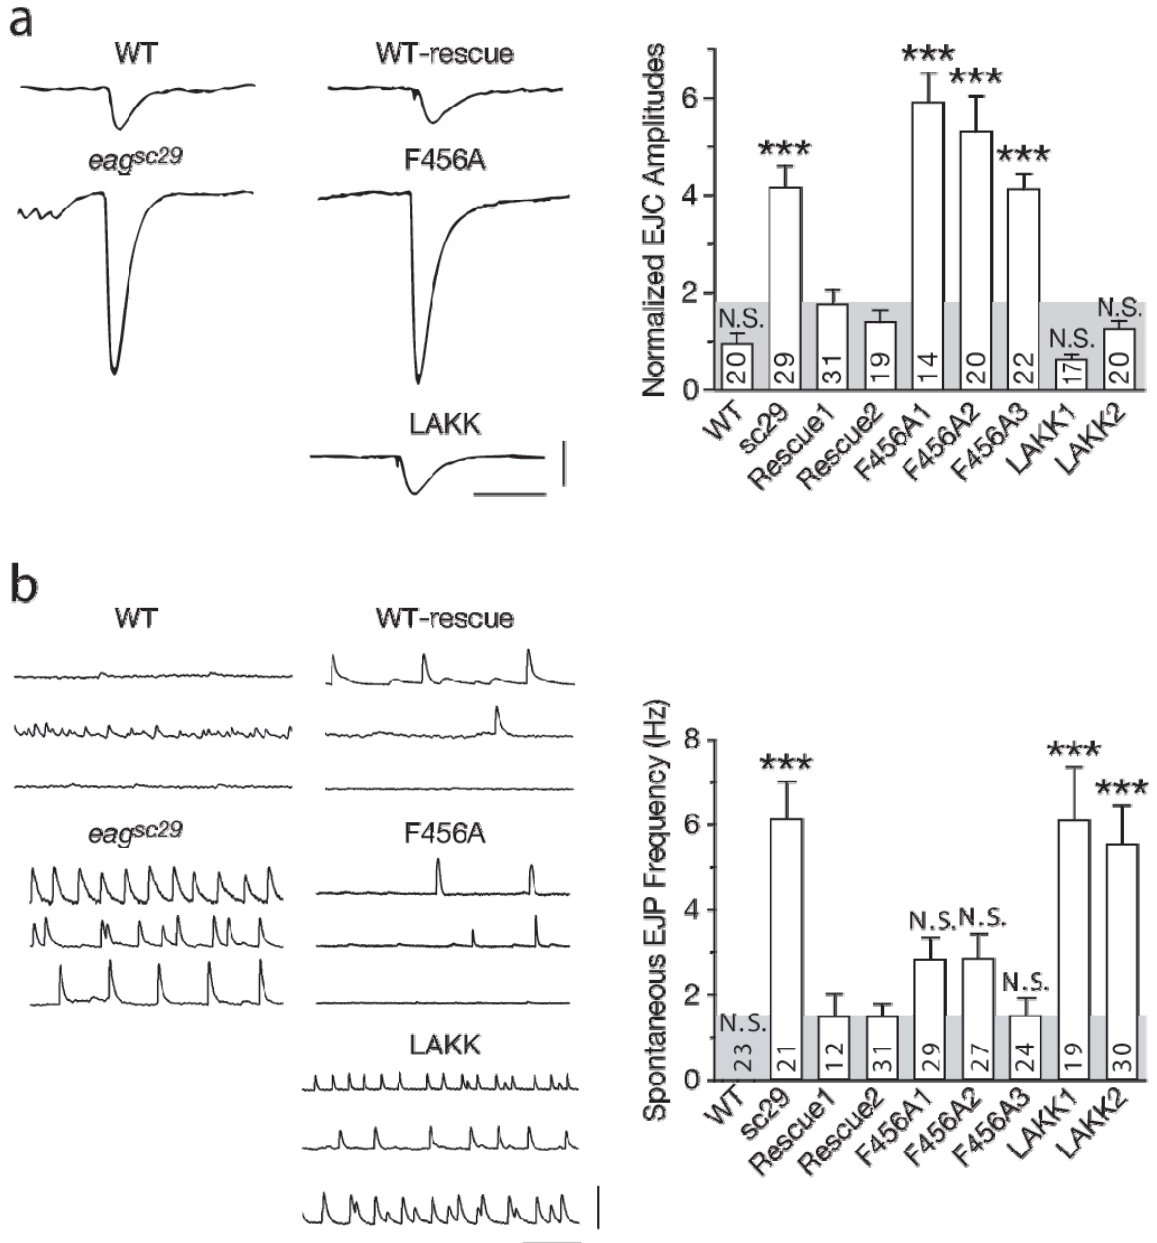 a
WT
WT-rescue
eagsc29
F456A
LAKK
Normalized EJC Amplitudes
6
4
2
0
***
***
***
***
N.S.
N.S.
N.S.
20
29
31
19
14
20
22
17
20
WT
sc29
Rescue1
Rescue2
F456A1
F456A2
F456A3
LAKK1
LAKK2
b
WT
WT-rescue
eagsc29
F456A
LAKK
Spontaneous EJP Frequency (Hz)
8
6
4
2
0
***
***
***
N.S.
N.S.
N.S.
N.S.
23
21
12
31
29
27
24
19
30
WT
sc29
Rescue1
Rescue2
F456A1
F456A2
F456A3
LAKK1
LAKK2